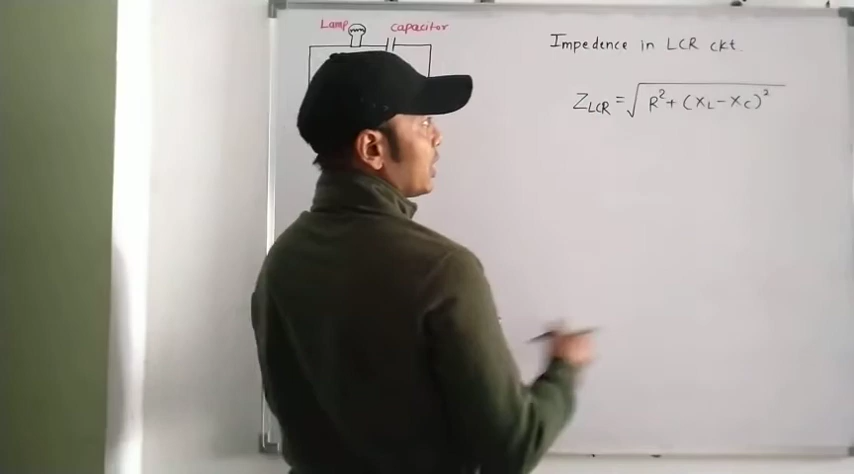 Lamp capacitor
Impedence in LCR ckt.
Z_LCR = √(R² + (X_L - X_C)²)